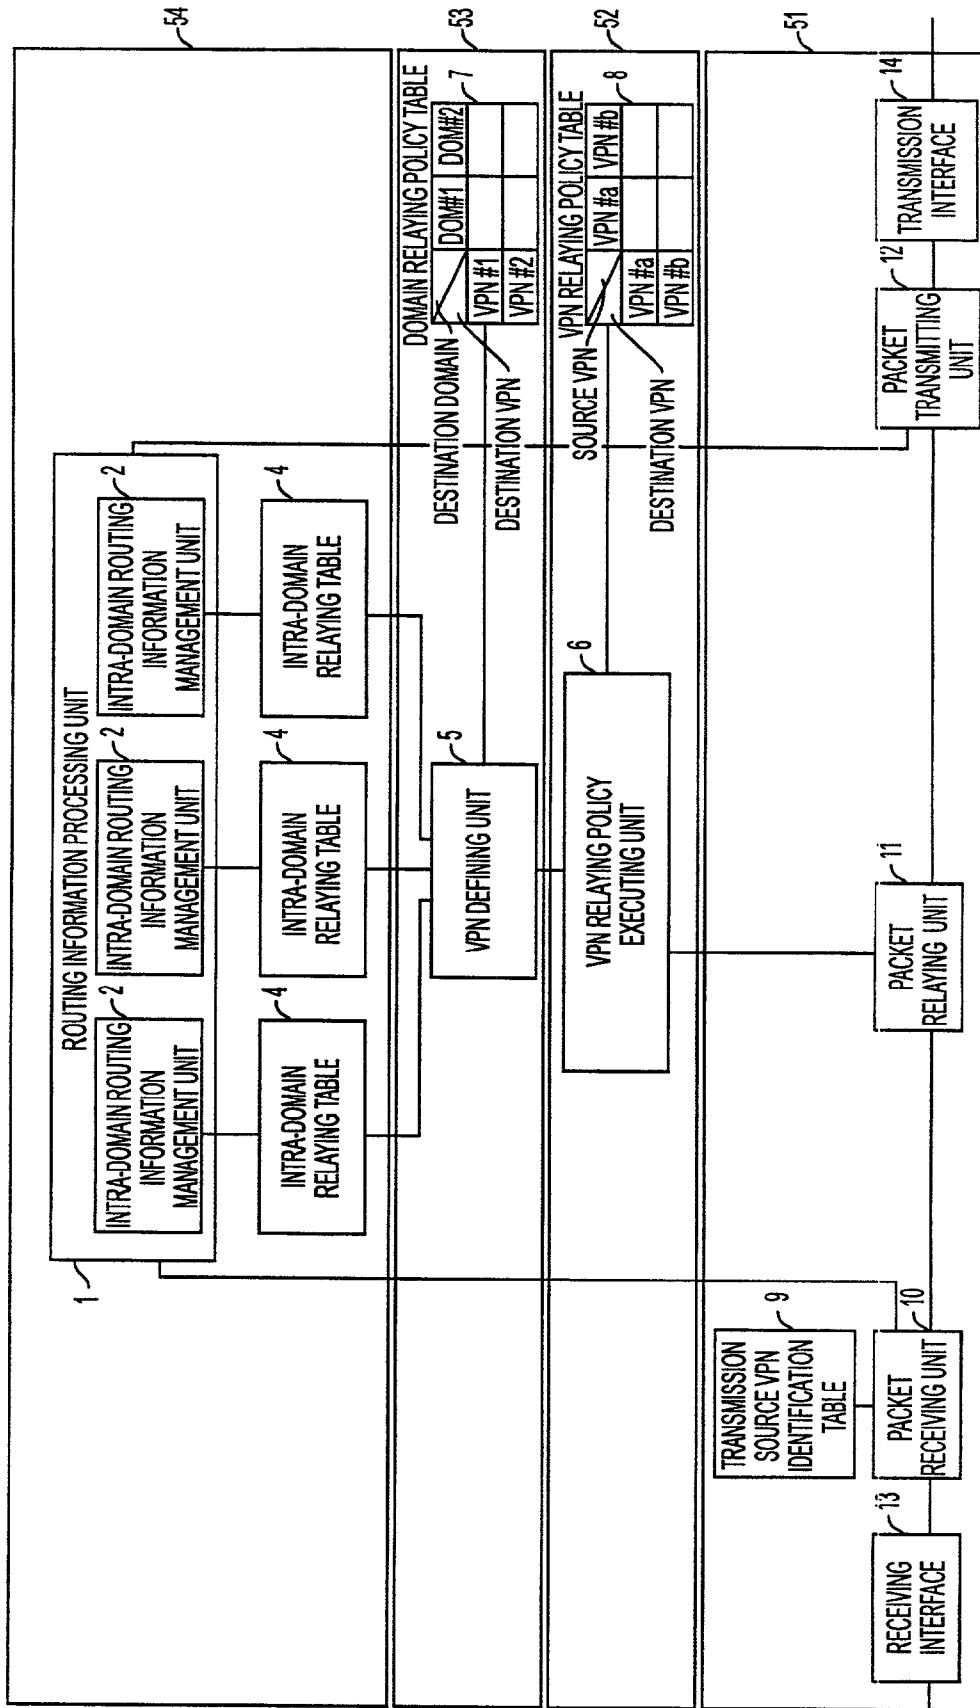 54
ROUTING INFORMATION PROCESSING UNIT
1
INTRA-DOMAIN ROUTING
INFORMATION
MANAGEMENT UNIT
2
INTRA-DOMAIN ROUTING
INFORMATION
MANAGEMENT UNIT
2
INTRA-DOMAIN ROUTING
INFORMATION
MANAGEMENT UNIT
2
INTRA-DOMAIN
RELAYING TABLE
4
INTRA-DOMAIN
RELAYING TABLE
4
INTRA-DOMAIN
RELAYING TABLE
4
53
DOMAIN RELAYING POLICY TABLE
7
DOM#1
DOM#2
VPN #1
VPN #2
DESTINATION DOMAIN
DESTINATION VPN
VPN DEFINING UNIT
5
52
VPN RELAYING POLICY TABLE
8
VPN #a
VPN #b
VPN #a
VPN #b
SOURCE VPN
DESTINATION VPN
VPN RELAYING POLICY
EXECUTING UNIT
6
51
TRANSMISSION
SOURCE VPN
IDENTIFICATION
TABLE
9
RECEIVING
INTERFACE
13
PACKET
RECEIVING UNIT
10
PACKET
RELAYING UNIT
11
PACKET
TRANSMITTING
UNIT
12
TRANSMISSION
INTERFACE
14